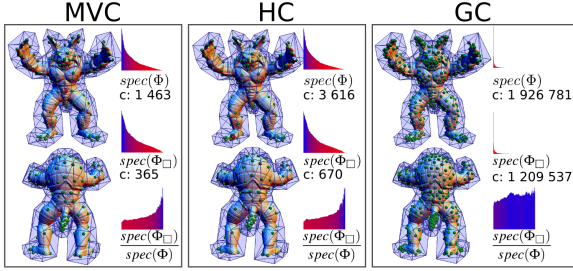 MVC
spec(Φ)
c: 1 463
spec(Φ□)
c: 365
spec(Φ□)
spec(Φ)
HC
spec(Φ)
c: 3 616
spec(Φ□)
c: 670
spec(Φ□)
spec(Φ)
GC
spec(Φ)
c: 1 926 781
spec(Φ□)
c: 1 209 537
spec(Φ□)
spec(Φ)